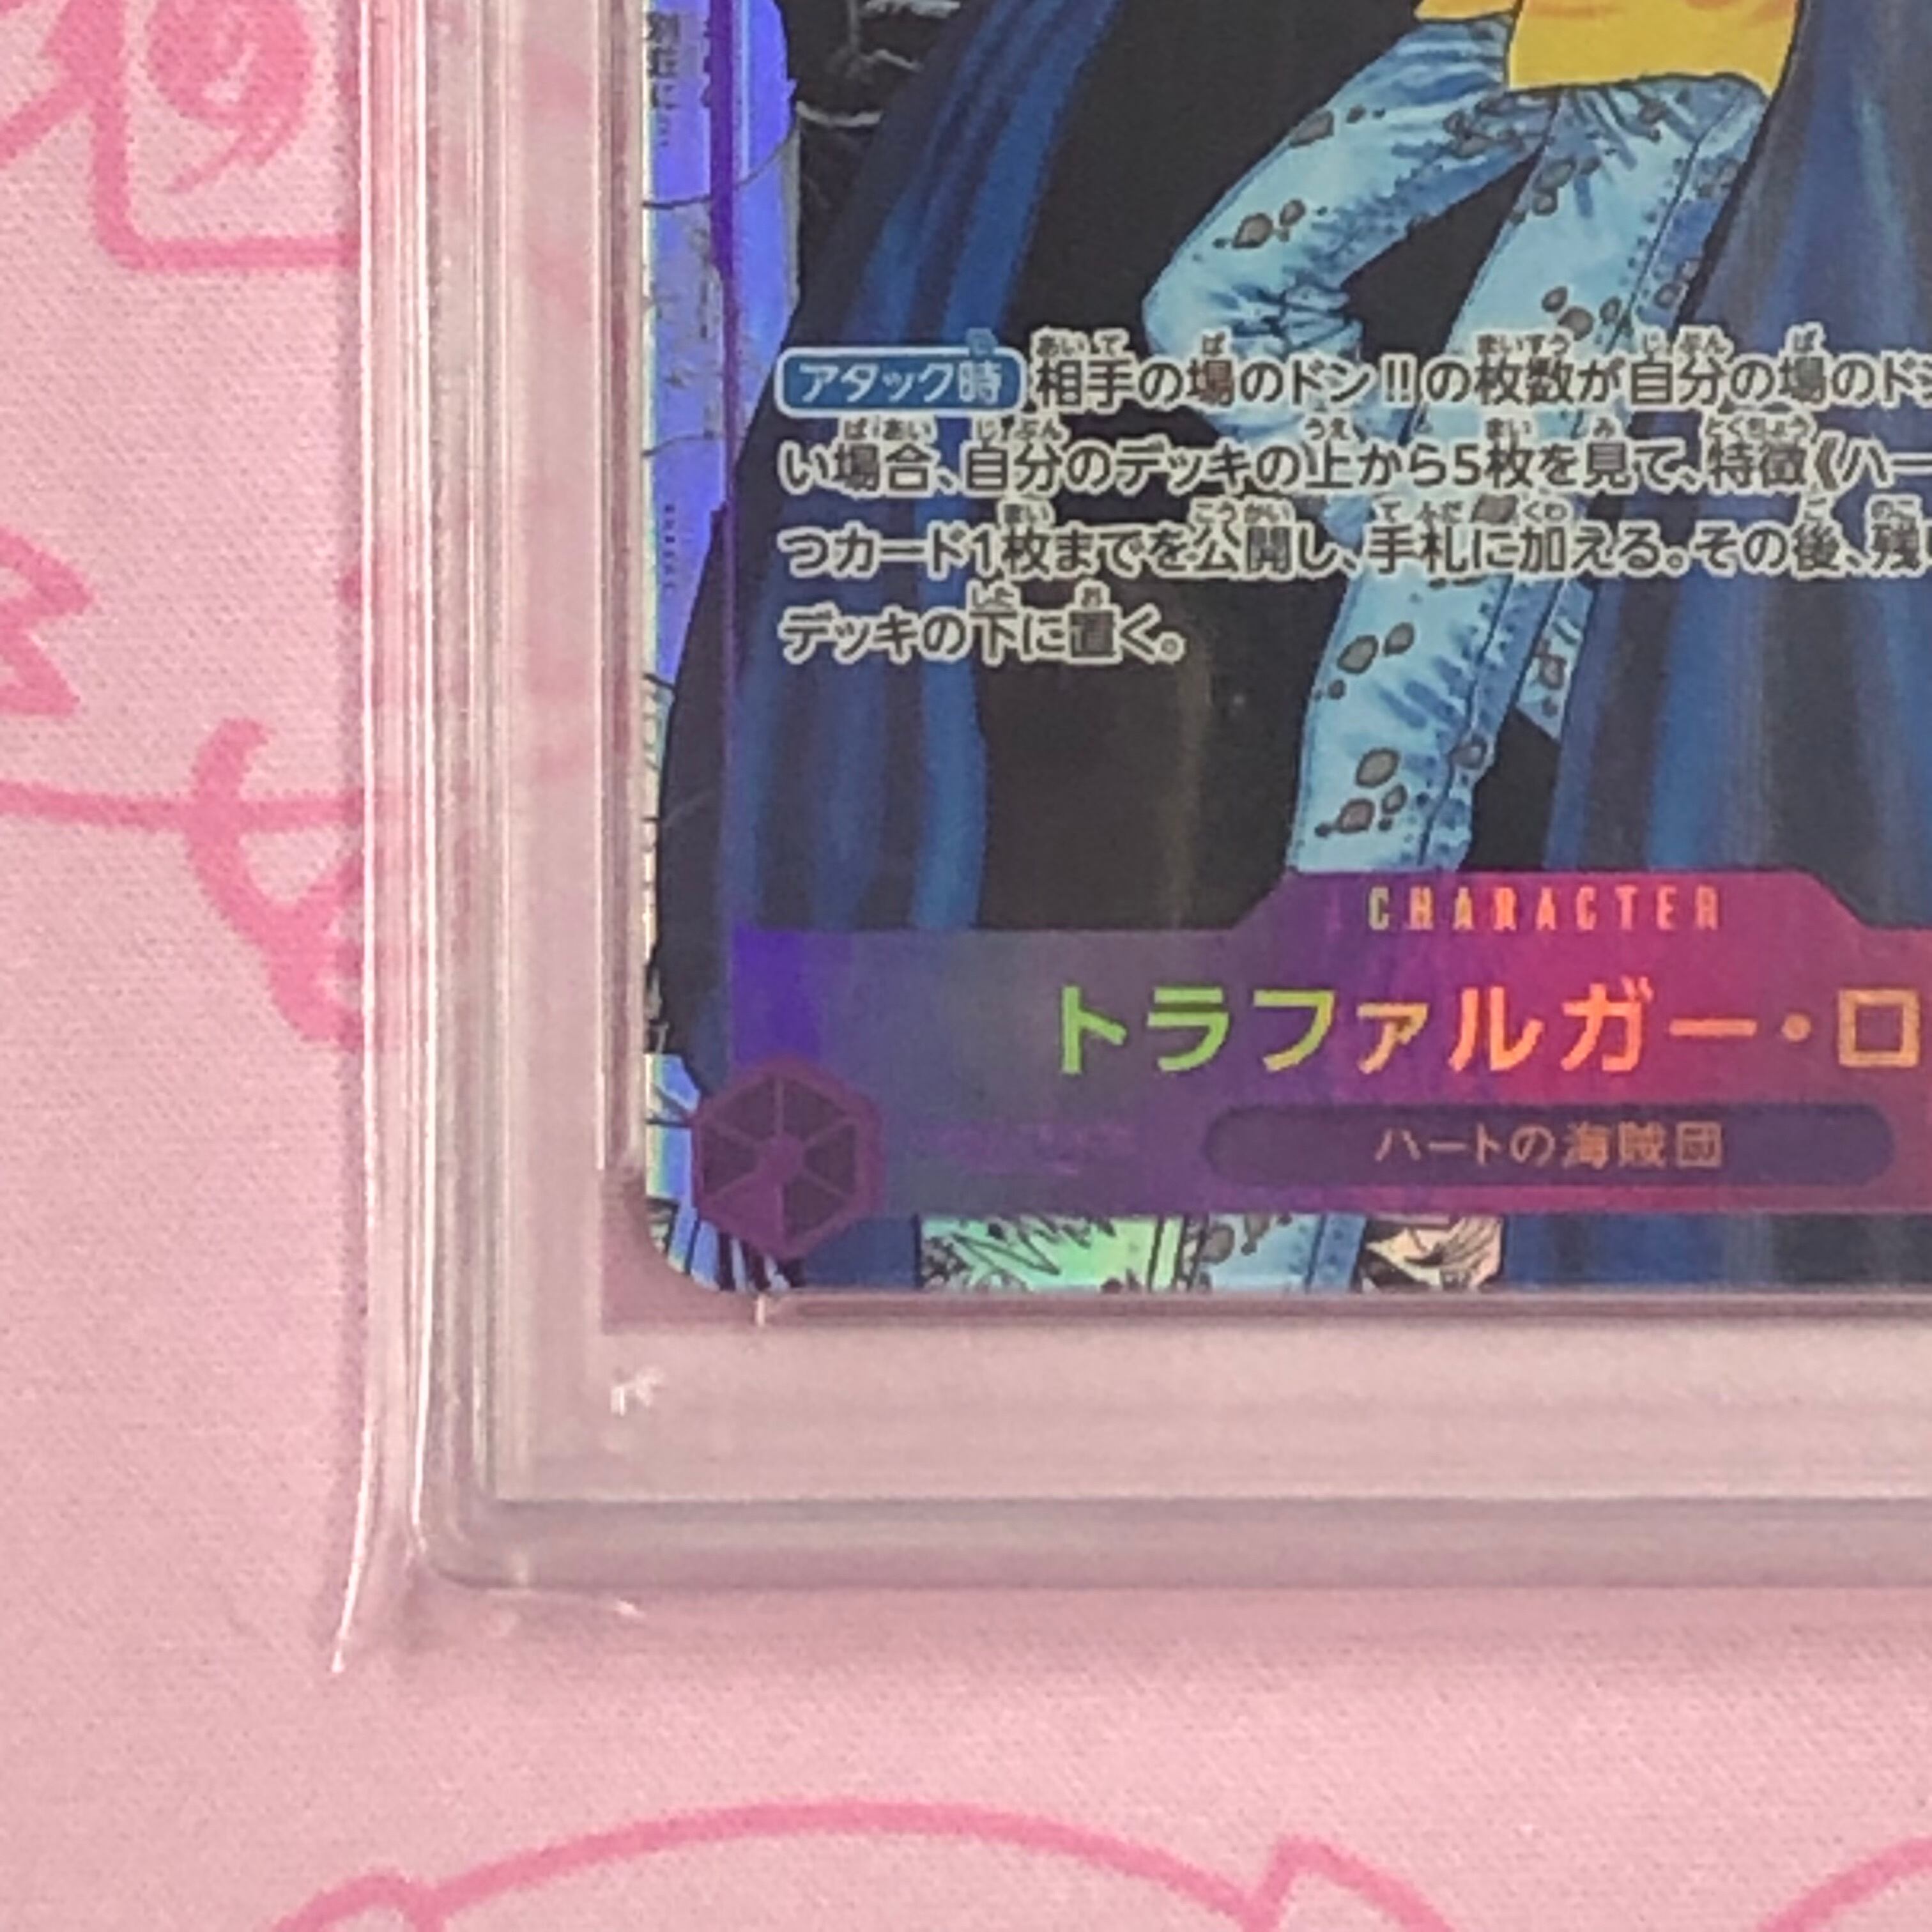 アタック時 相手の場のドン!!の枚数が自分の場のド
い場合、自分のデッキの上から5枚を見て、特徴《ハー
つカード1枚までを公開し、手札に加える。その後、残
デッキの下に置く。
CHARACTER
トラファルガー・ロ
ハートの海賊団